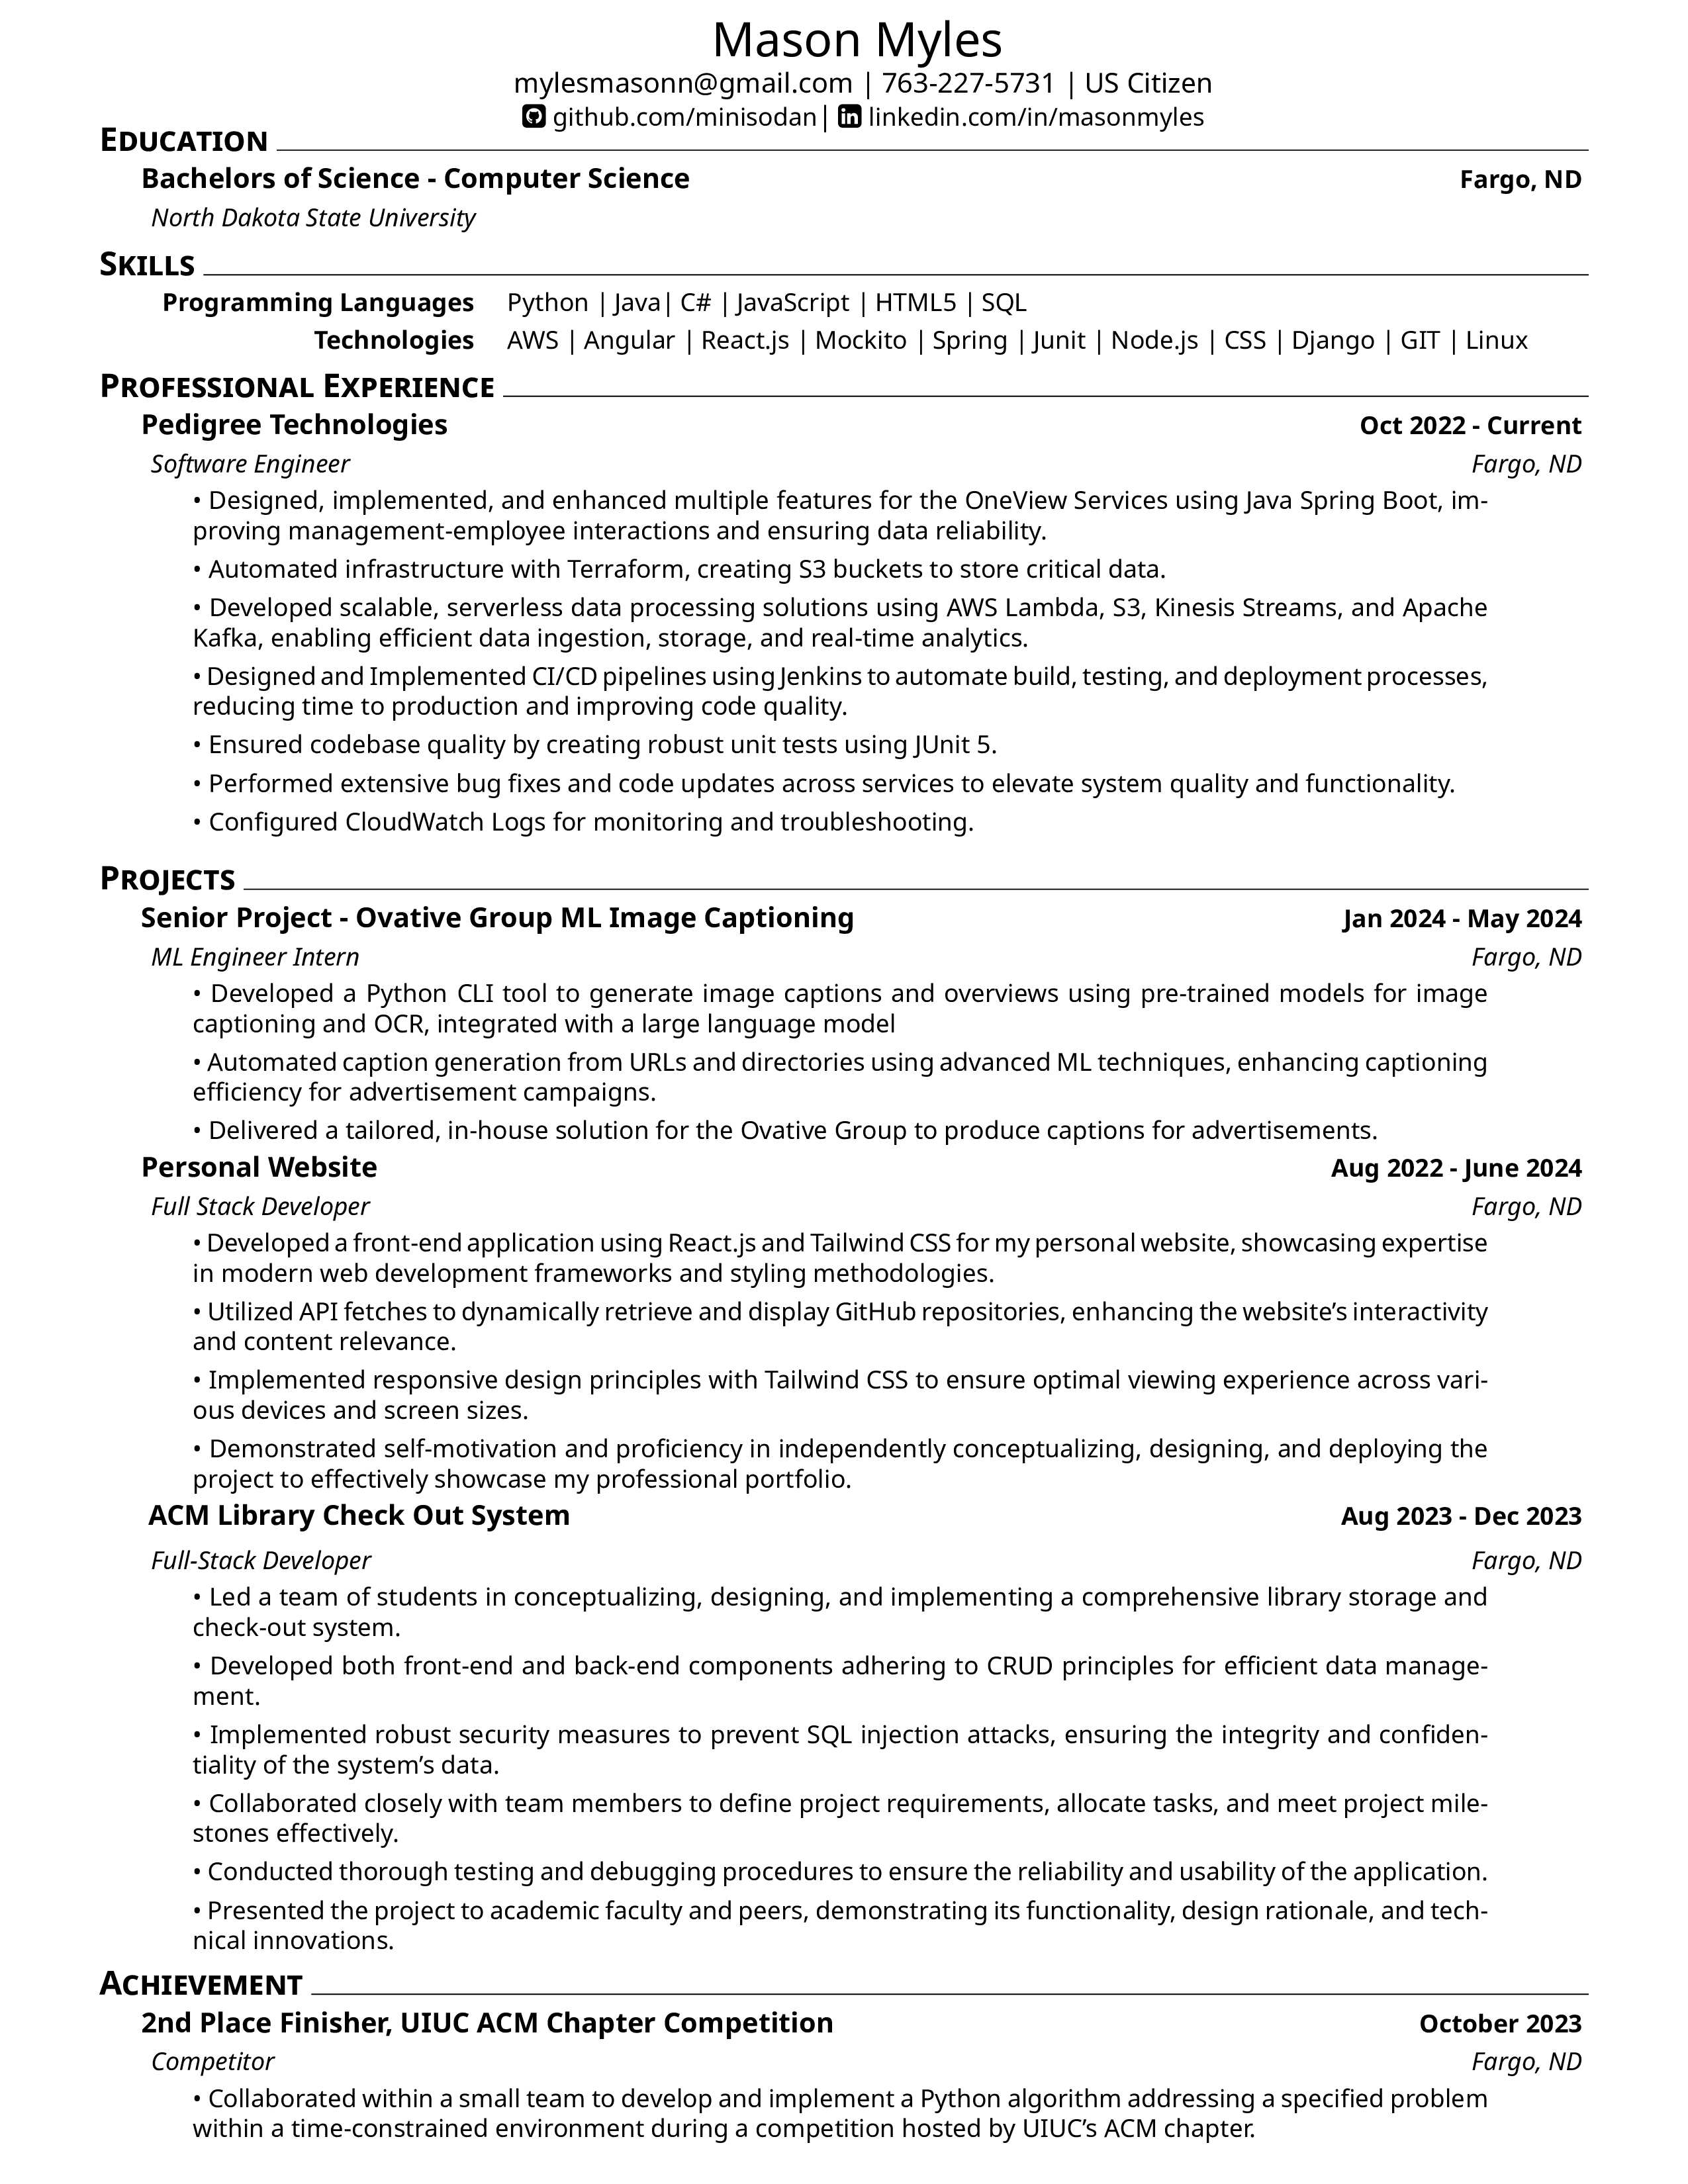 Mason Myles
mylesmasonn@gmail.com | 763-227-5731 | US Citizen
github.com/minisodan| linkedin.com/in/masonmyles
EDUCATION
Bachelors of Science - Computer Science Fargo, ND
North Dakota State University
SKILLS
Programming Languages Python | Java| C# | JavaScript | HTML5 | SQL
Technologies AWS | Angular | React.js | Mockito | Spring | Junit | Node.js | CSS | Django | GIT | Linux
PROFESSIONAL EXPERIENCE
Pedigree Technologies Oct 2022 - Current
Software Engineer Fargo, ND
• Designed, implemented, and enhanced multiple features for the OneView Services using Java Spring Boot, im-
proving management-employee interactions and ensuring data reliability.
• Automated infrastructure with Terraform, creating S3 buckets to store critical data.
• Developed scalable, serverless data processing solutions using AWS Lambda, S3, Kinesis Streams, and Apache
Kafka, enabling efficient data ingestion, storage, and real-time analytics.
• Designed and Implemented CI/CD pipelines using Jenkins to automate build, testing, and deployment processes,
reducing time to production and improving code quality.
• Ensured codebase quality by creating robust unit tests using JUnit 5.
• Performed extensive bug fixes and code updates across services to elevate system quality and functionality.
• Configured CloudWatch Logs for monitoring and troubleshooting.
PROJECTS
Senior Project - Ovative Group ML Image Captioning Jan 2024 - May 2024
ML Engineer Intern Fargo, ND
• Developed a Python CLI tool to generate image captions and overviews using pre-trained models for image
captioning and OCR, integrated with a large language model
• Automated caption generation from URLs and directories using advanced ML techniques, enhancing captioning
efficiency for advertisement campaigns.
• Delivered a tailored, in-house solution for the Ovative Group to produce captions for advertisements.
Personal Website Aug 2022 - June 2024
Full Stack Developer Fargo, ND
• Developed a front-end application using React.js and Tailwind CSS for my personal website, showcasing expertise
in modern web development frameworks and styling methodologies.
• Utilized API fetches to dynamically retrieve and display GitHub repositories, enhancing the website’s interactivity
and content relevance.
• Implemented responsive design principles with Tailwind CSS to ensure optimal viewing experience across vari-
ous devices and screen sizes.
• Demonstrated self-motivation and proficiency in independently conceptualizing, designing, and deploying the
project to effectively showcase my professional portfolio.
ACM Library Check Out System Aug 2023 - Dec 2023
Full-Stack Developer Fargo, ND
• Led a team of students in conceptualizing, designing, and implementing a comprehensive library storage and
check-out system.
• Developed both front-end and back-end components adhering to CRUD principles for efficient data manage-
ment.
• Implemented robust security measures to prevent SQL injection attacks, ensuring the integrity and confiden-
tiality of the system’s data.
• Collaborated closely with team members to define project requirements, allocate tasks, and meet project mile-
stones effectively.
• Conducted thorough testing and debugging procedures to ensure the reliability and usability of the application.
• Presented the project to academic faculty and peers, demonstrating its functionality, design rationale, and tech-
nical innovations.
ACHIEVEMENT
2nd Place Finisher, UIUC ACM Chapter Competition October 2023
Competitor Fargo, ND
• Collaborated within a small team to develop and implement a Python algorithm addressing a specified problem
within a time-constrained environment during a competition hosted by UIUC’s ACM chapter.